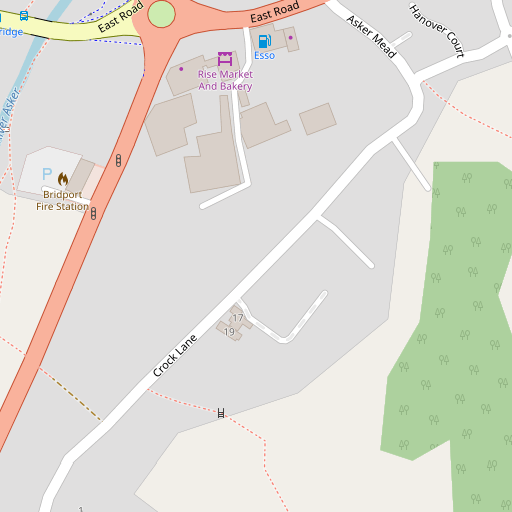 East Road
East Road
Asker Mead
Hanover Court
Esso
Rise Market
And Bakery
P
Bridport
Fire Station
17
19
Crock Lane